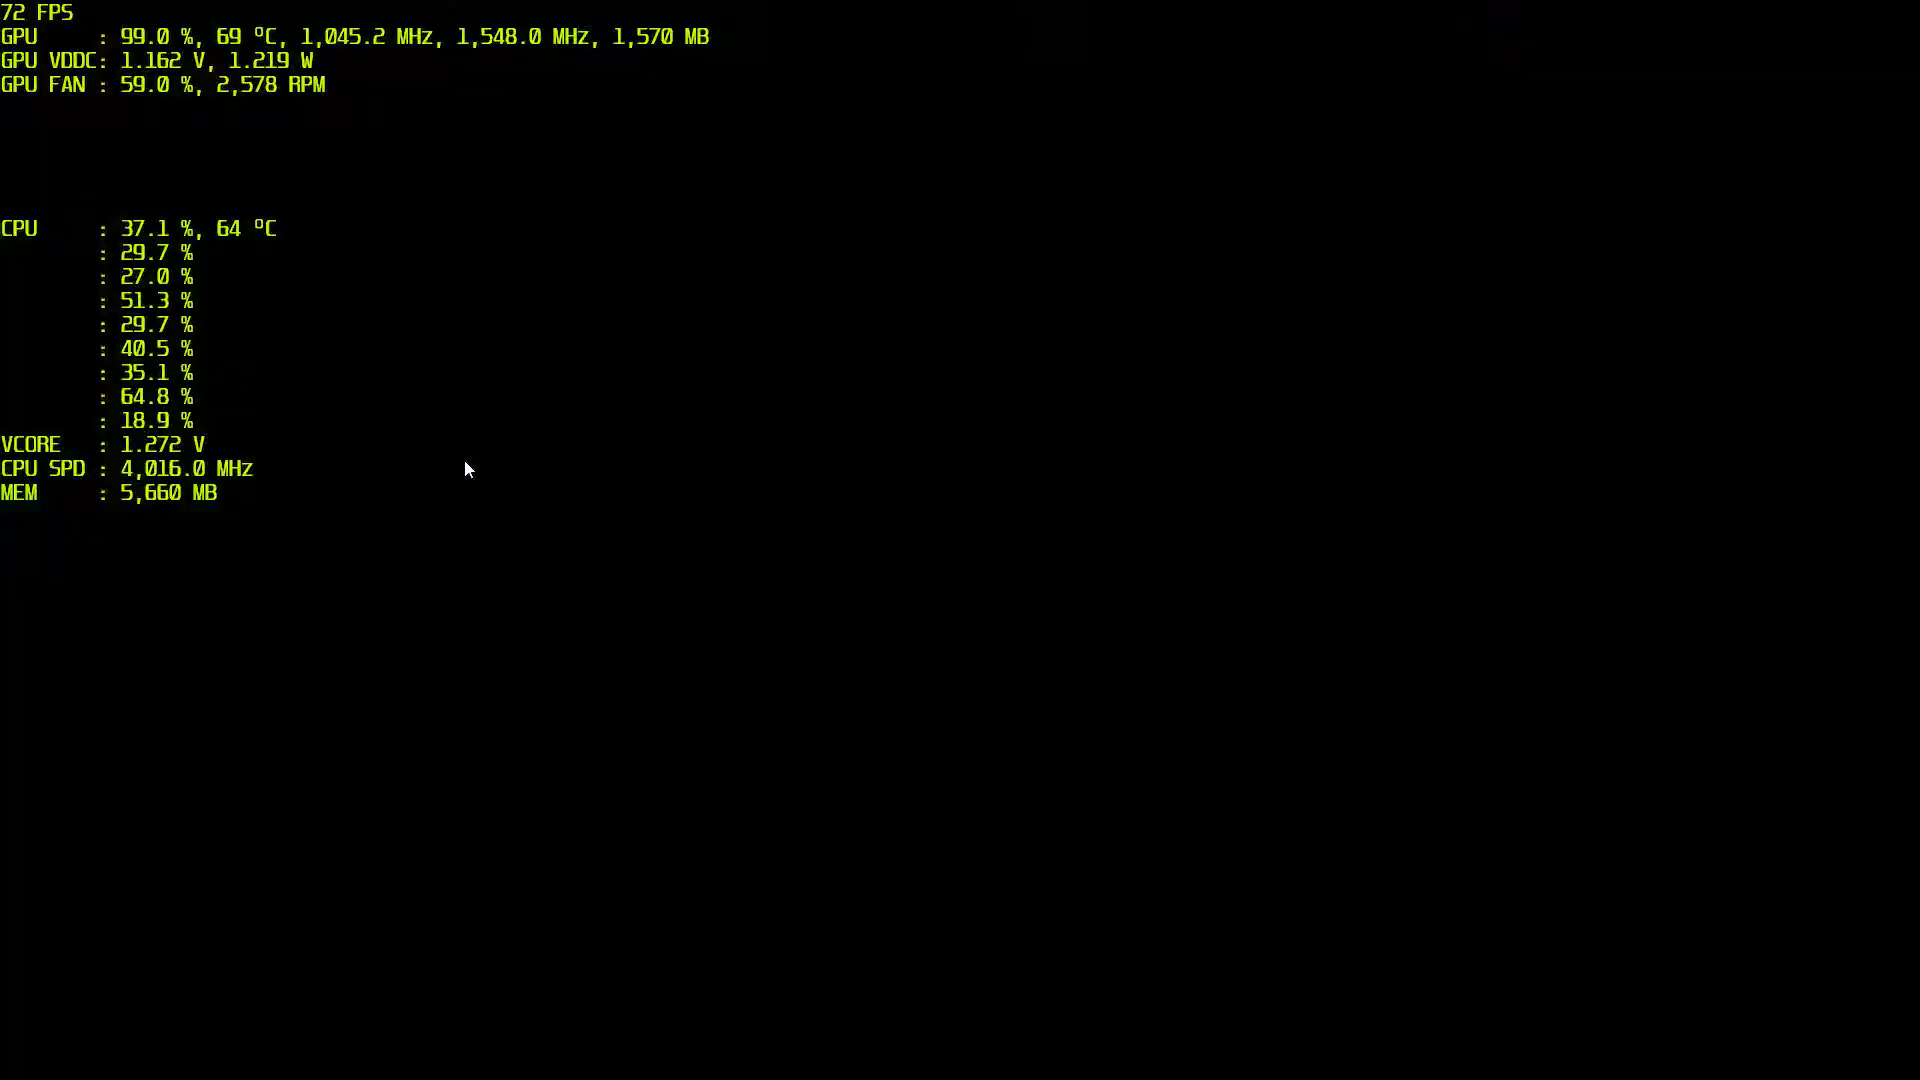 72 FPS
GPU : 99.0 %, 69 ºC, 1,045.2 MHz, 1,548.0 MHz, 1,570 MB
GPU VDDC: 1.162 V, 1.219 W
GPU FAN : 59.0 %, 2,578 RPM
CPU : 37.1 %, 64 ºC
: 29.7 %
: 27.0 %
: 51.3 %
: 29.7 %
: 40.5 %
: 35.1 %
: 64.8 %
: 18.9 %
VCORE : 1.272 V
CPU SPD : 4,016.0 MHz
MEM : 5,660 MB